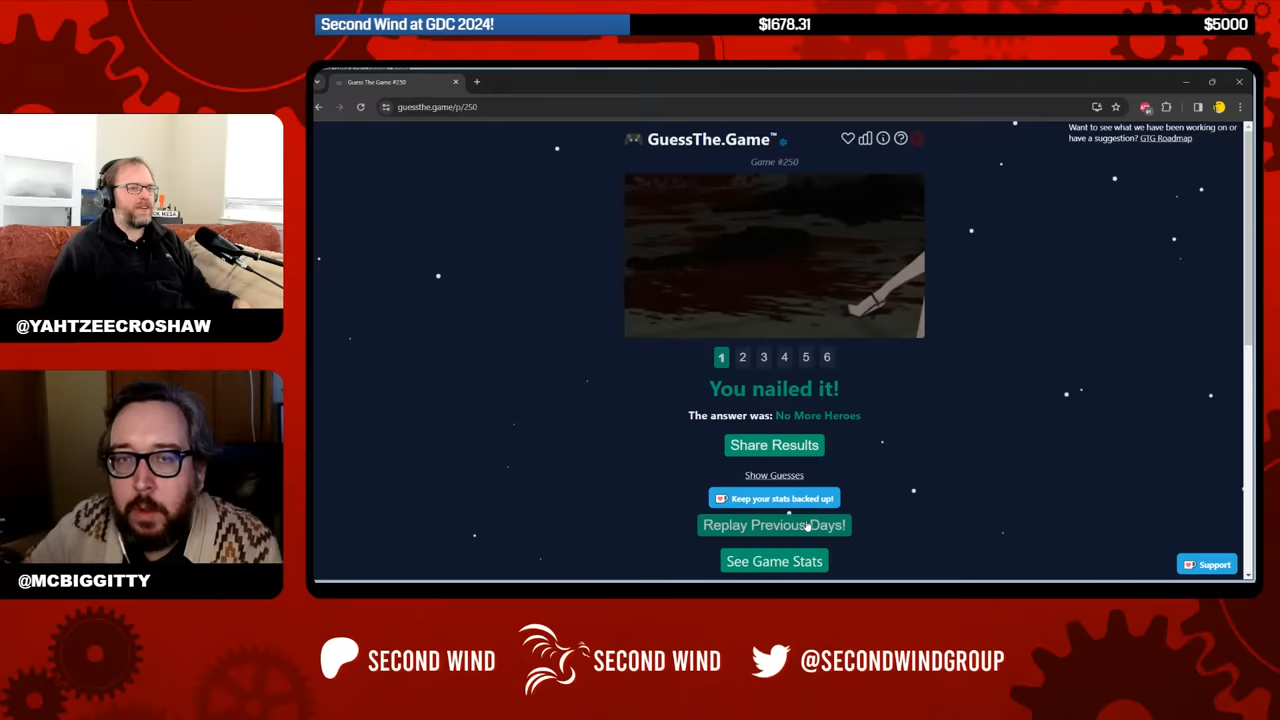 Second Wind at GDC 2024!
$1678.31
$5000
Guess The Game #250
guessthe.game/p/250
Want to see what we have been working on or
have a suggestion? GTG Roadmap
GuessThe.Game™
Game #250
1 2 3 4 5 6
You nailed it!
The answer was: No More Heroes
Share Results
Show Guesses
Keep your stats backed up!
Replay Previous Days!
See Game Stats
Support
@YAHTZEECROSHAW
@MCBIGGITTY
SECOND WIND
SECOND WIND
@SECONDWINDGROUP